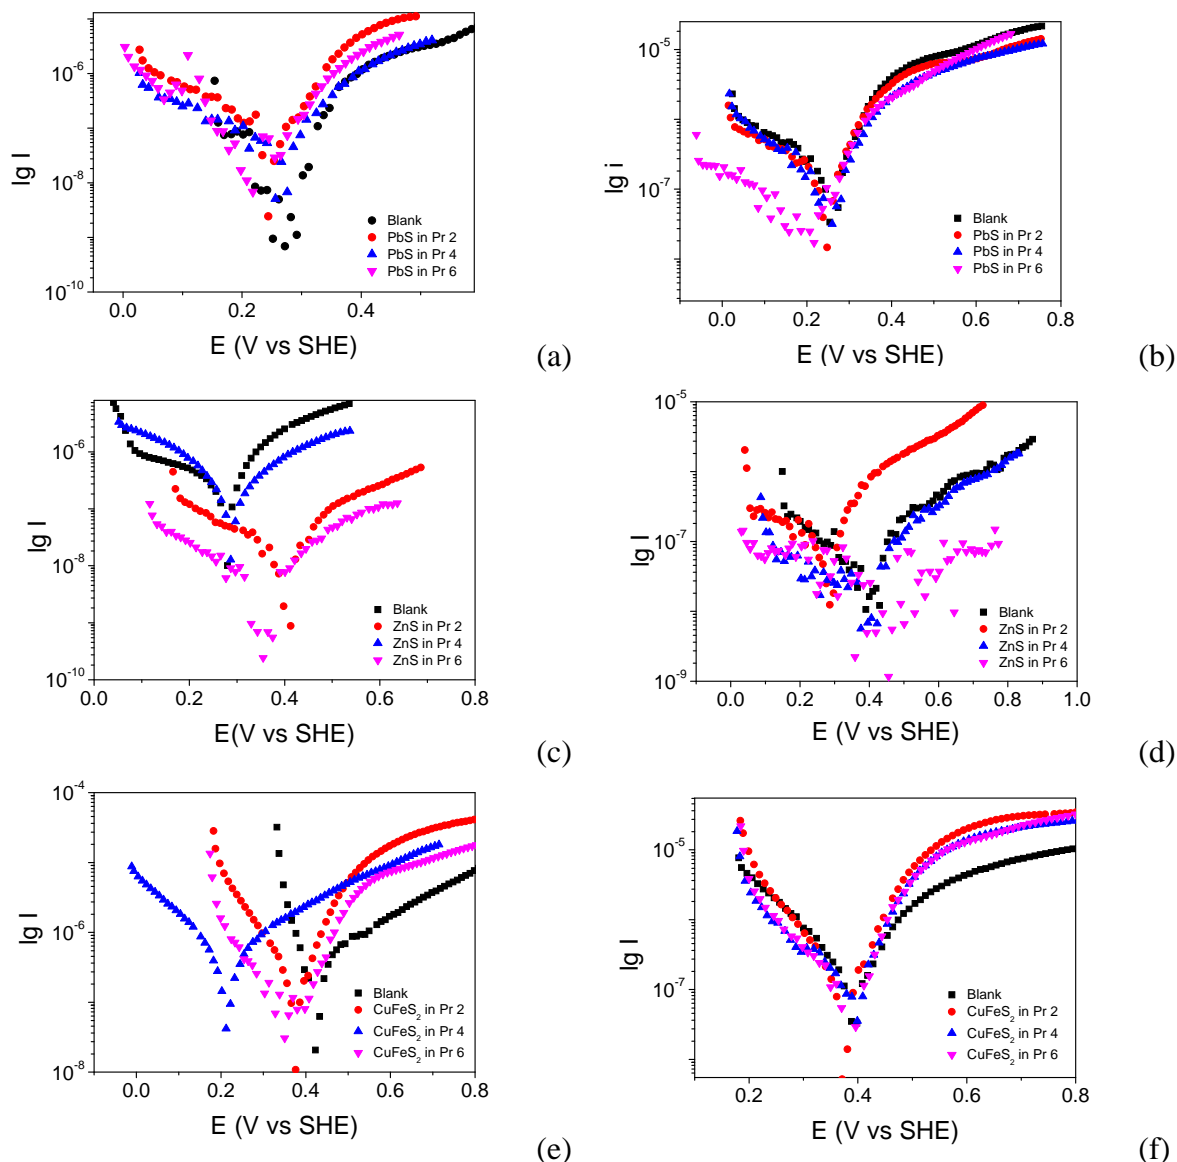 10⁻⁶
10⁻⁸
10⁻¹⁰
lg I
0.0 0.2 0.4
E (V vs SHE)
Blank
PbS in Pr 2
PbS in Pr 4
PbS in Pr 6
(a)
10⁻⁵
10⁻⁷
lg i
0.0 0.2 0.4 0.6 0.8
E (V vs SHE)
Blank
PbS in Pr 2
PbS in Pr 4
PbS in Pr 6
(b)
10⁻⁶
10⁻⁸
10⁻¹⁰
lg I
0.0 0.2 0.4 0.6 0.8
E(V vs SHE)
Blank
ZnS in Pr 2
ZnS in Pr 4
ZnS in Pr 6
(c)
10⁻⁵
10⁻⁷
10⁻⁹
lg I
0.0 0.2 0.4 0.6 0.8 1.0
E (V vs SHE)
Blank
ZnS in Pr 2
ZnS in Pr 4
ZnS in Pr 6
(d)
10⁻⁴
10⁻⁶
10⁻⁸
lg I
0.0 0.2 0.4 0.6 0.8
E (V vs SHE)
Blank
CuFeS₂ in Pr 2
CuFeS₂ in Pr 4
CuFeS₂ in Pr 6
(e)
10⁻⁵
10⁻⁷
lg I
0.2 0.4 0.6 0.8
E (V vs SHE)
Blank
CuFeS₂ in Pr 2
CuFeS₂ in Pr 4
CuFeS₂ in Pr 6
(f)